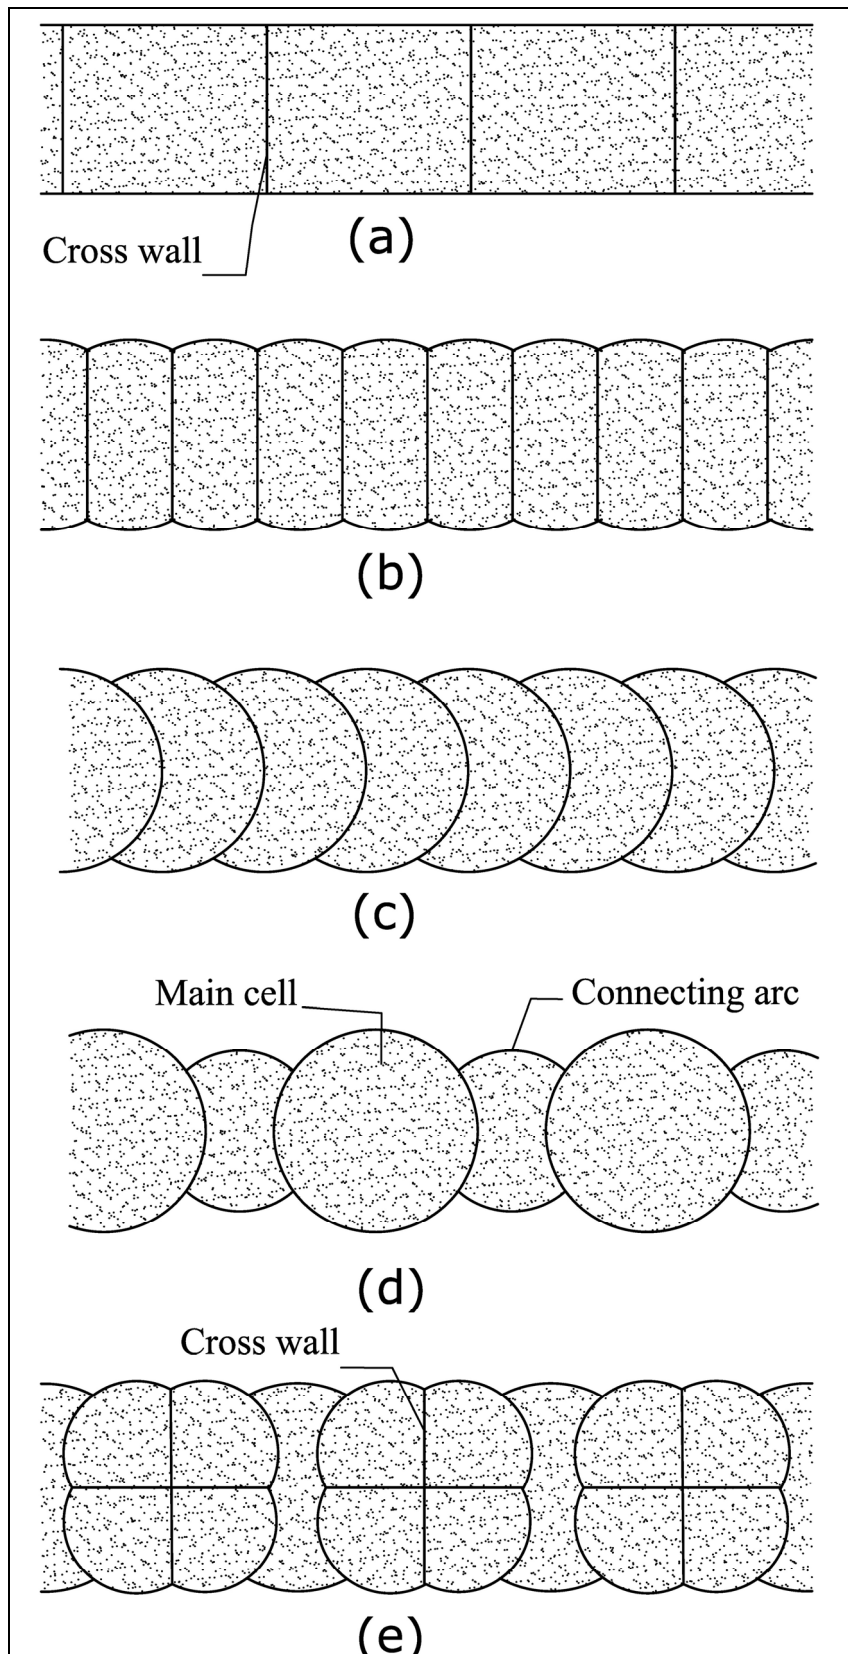 Cross wall
(a)
(b)
(c)
Main cell
Connecting arc
(d)
Cross wall
(e)